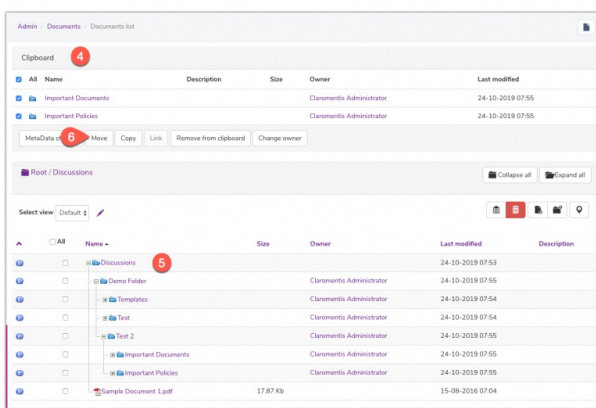 Admin / Documents / Documents list
Clipboard 4
All Name Description Size Owner Last modified
Important Documents Claromentis Administrator 24-10-2019 07:55
Important Policies Claromentis Administrator 24-10-2019 07:55
MetaData ch 6 Move Copy Link Remove from clipboard Change owner
Root / Discussions Collapse all Expand all
Select view Default
All Name Size Owner Last modified Description
Discussions 5 24-10-2019 07:53
Demo Folder Claromentis Administrator 24-10-2019 07:55
Templates Claromentis Administrator 24-10-2019 07:54
Test Claromentis Administrator 24-10-2019 07:54
Test 2 Claromentis Administrator 24-10-2019 07:55
Important Documents Claromentis Administrator 24-10-2019 07:55
Important Policies Claromentis Administrator 24-10-2019 07:55
Sample Document 1.pdf 17.87 Kb 15-08-2016 07:04